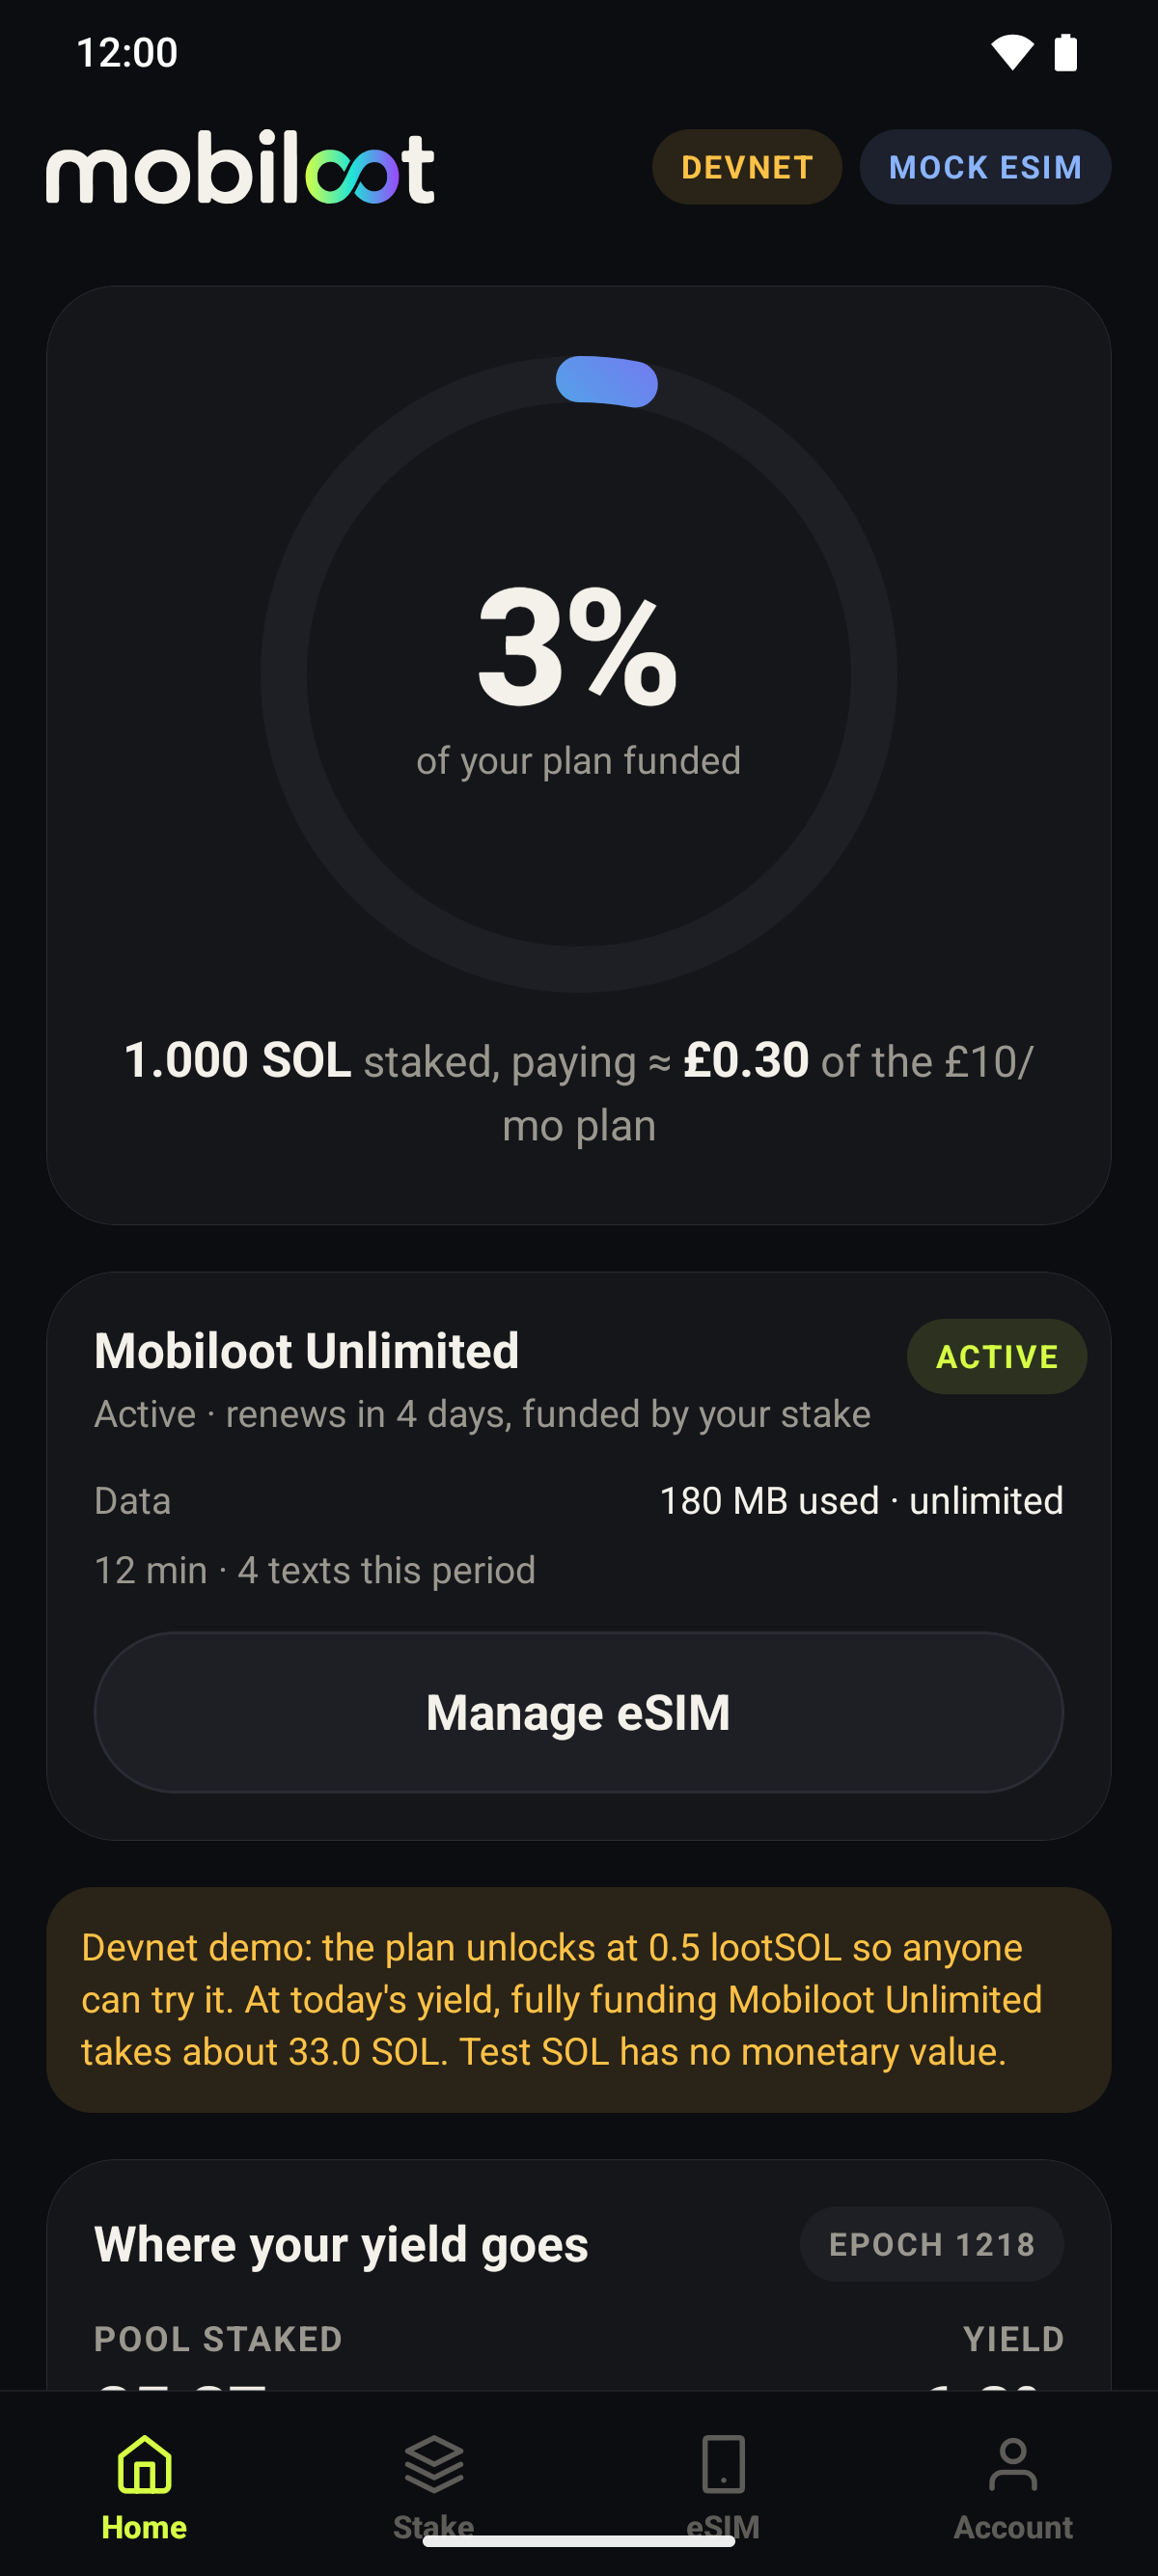 12:00
mobiloot
DEVNET
MOCK ESIM
3%
of your plan funded
1.000 SOL staked, paying ≈ £0.30 of the £10/
mo plan
Mobiloot Unlimited
ACTIVE
Active · renews in 4 days, funded by your stake
Data
180 MB used · unlimited
12 min · 4 texts this period
Manage eSIM
Devnet demo: the plan unlocks at 0.5 lootSOL so anyone
can try it. At today's yield, fully funding Mobiloot Unlimited
takes about 33.0 SOL. Test SOL has no monetary value.
Where your yield goes
EPOCH 1218
POOL STAKED
YIELD
Home
Stake
eSIM
Account